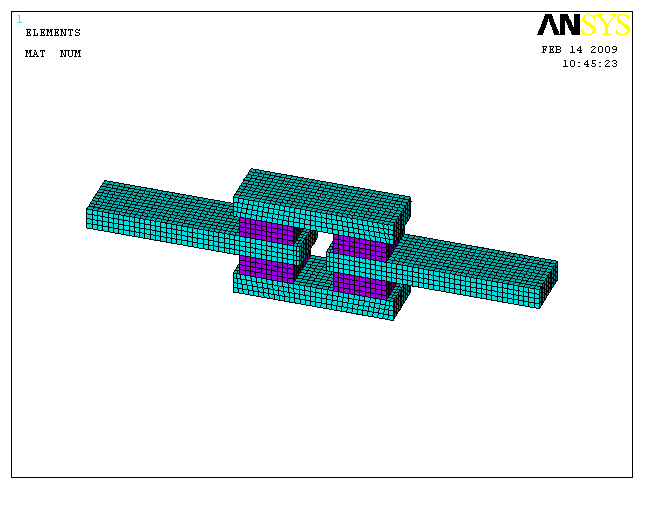 1
ELEMENTS
MAT NUM
ANSYS
FEB 14 2009
10:45:23